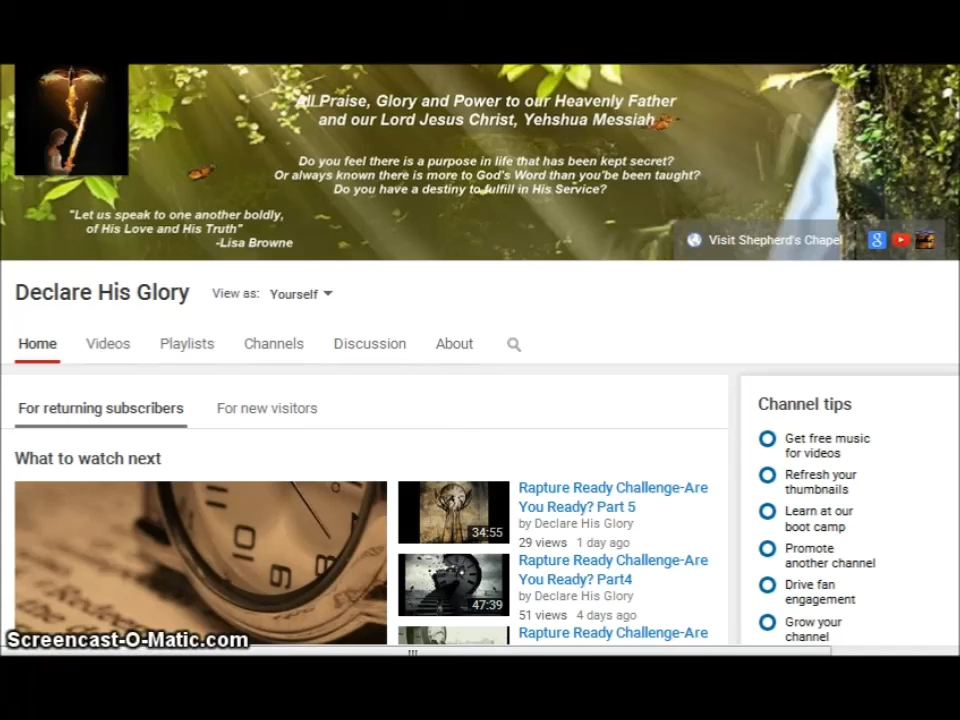 All Praise, Glory and Power to our Heavenly Father
and our Lord Jesus Christ, Yehshua Messiah
Do you feel there is a purpose in life that has been kept secret?
Or always known there is more to God's Word than you'be been taught?
Do you have a destiny to fulfill in His Service?
"Let us speak to one another boldly,
of His Love and His Truth"
-Lisa Browne
Visit Shepherd's Chapel
Declare His Glory
View as: Yourself
Home Videos Playlists Channels Discussion About
For returning subscribers For new visitors
What to watch next
34:55
Rapture Ready Challenge-Are
You Ready? Part 5
by Declare His Glory
29 views 1 day ago
47:39
Rapture Ready Challenge-Are
You Ready? Part4
by Declare His Glory
51 views 4 days ago
Rapture Ready Challenge-Are
Channel tips
Get free music
for videos
Refresh your
thumbnails
Learn at our
boot camp
Promote
another channel
Drive fan
engagement
Grow your
channel
10
9
11
8
Screencast-O-Matic.com